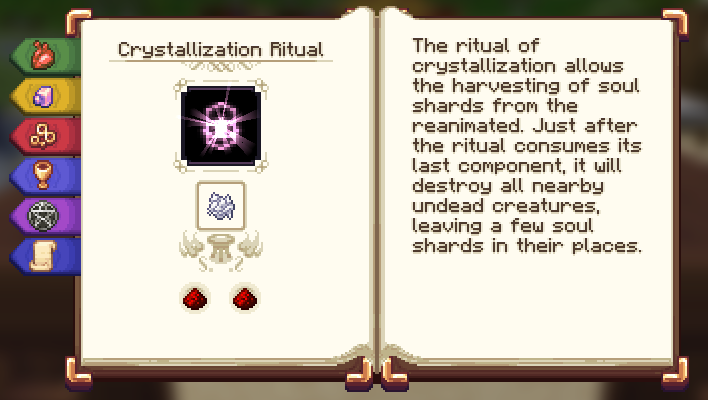 Crystallization Ritual
The ritual of
crystallization allows
the harvesting of soul
shards from the
reanimated. Just after
the ritual consumes its
last component, it will
destroy all nearby
undead creatures,
leaving a few soul
shards in their places.